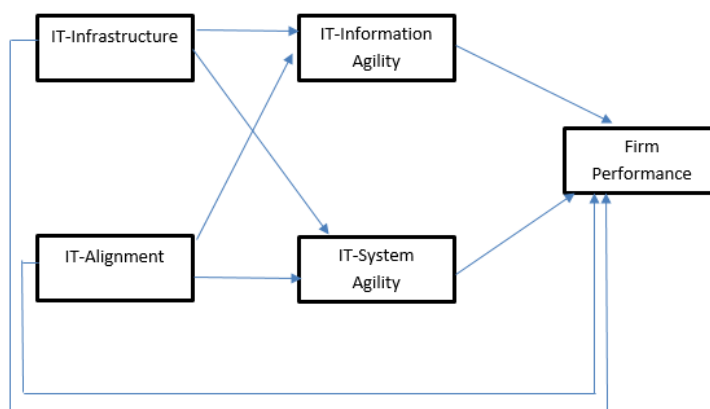 IT-Infrastructure
IT-Information
Agility
Firm
Performance
IT-Alignment
IT-System
Agility